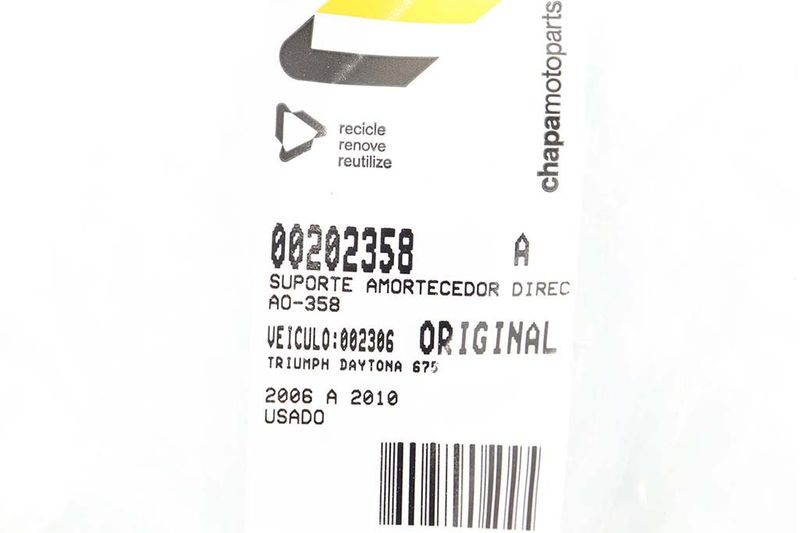 chapamotoparts
recicle
renove
reutilize
00202358 A
SUPORTE AMORTECEDOR DIREC
AO-358
VEICULO:002306 ORIGINAL
TRIUMPH DAYTONA 675
2006 A 2010
USADO